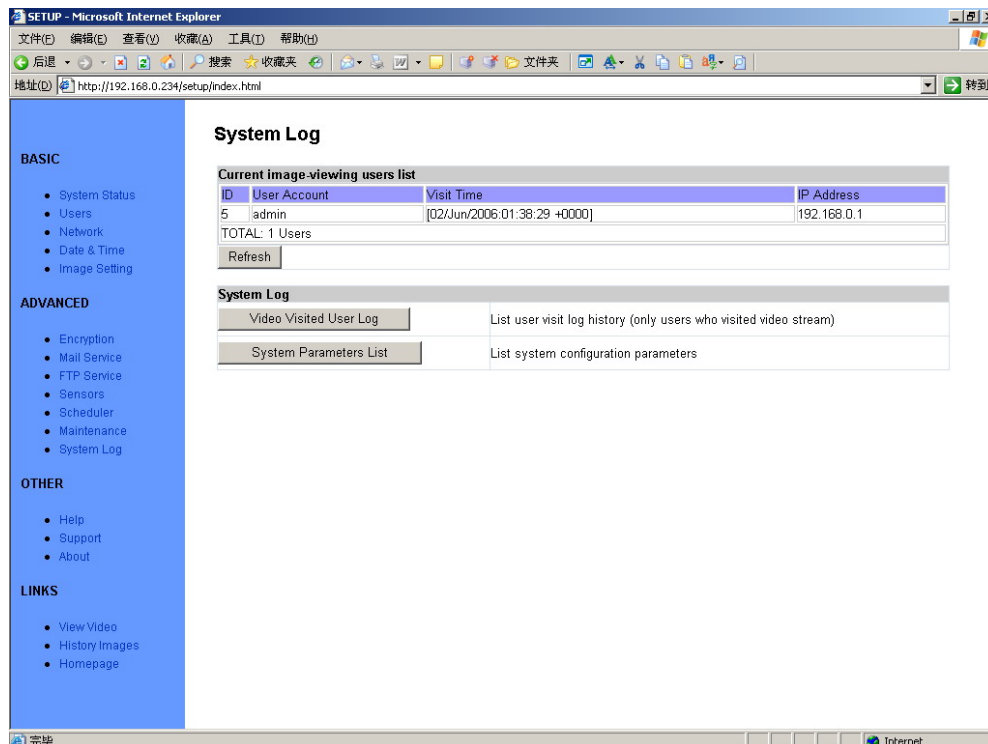 SETUP - Microsoft Internet Explorer
文件(F) 编辑(E) 查看(V) 收藏(A) 工具(T) 帮助(H)
后退 搜索 收藏夹 文件夹
地址(D) http://192.168.0.234/setup/index.html 转到
System Log
BASIC
System Status
Users
Network
Date & Time
Image Setting
ADVANCED
Encryption
Mail Service
FTP Service
Sensors
Scheduler
Maintenance
System Log
OTHER
Help
Support
About
LINKS
View Video
History Images
Homepage
Current image-viewing users list
ID User Account Visit Time IP Address
5 admin [02/Jun/2006:01:38:29 +0000] 192.168.0.1
TOTAL: 1 Users
Refresh
System Log
Video Visited User Log List user visit log history (only users who visited video stream)
System Parameters List List system configuration parameters
完毕 Internet